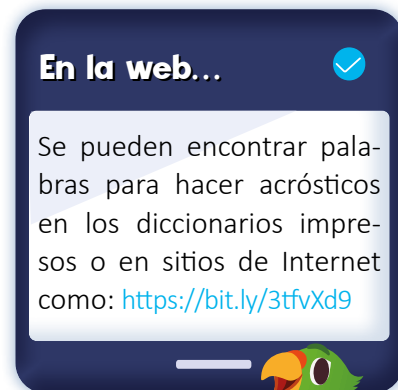 En la web...
Se pueden encontrar pala-
bras para hacer acrósticos
en los diccionarios impre-
sos o en sitios de Internet
como: https://bit.ly/3tfvXd9